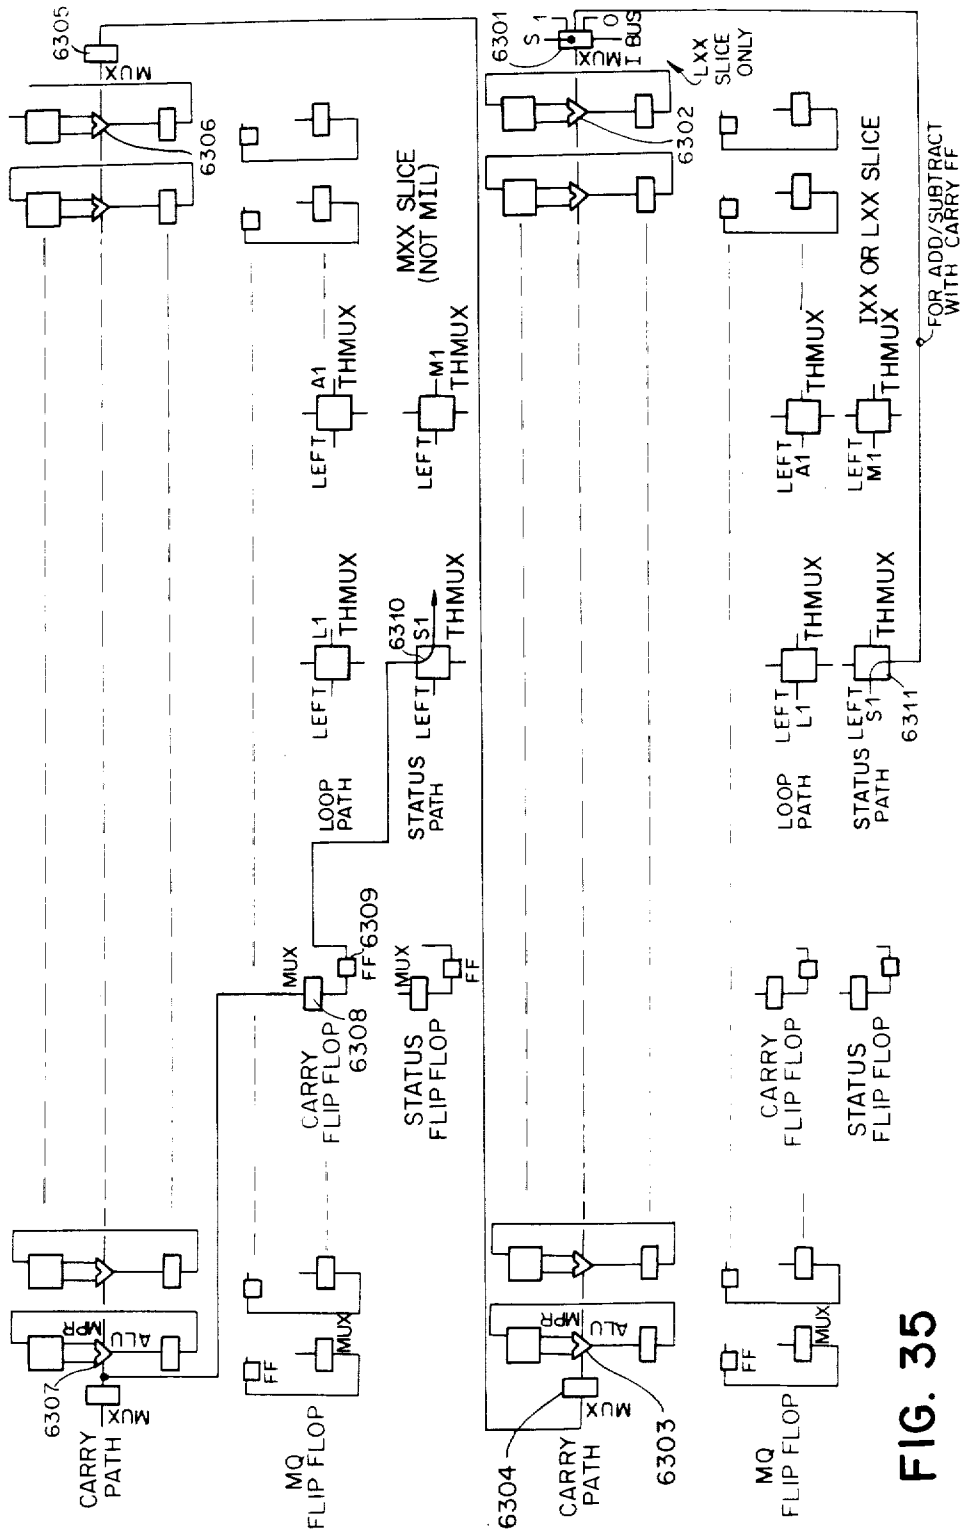 6305
MUX
6306
6307
MPR
ALU
MUX
CARRY
PATH
FF
MUX
MQ
FLIP FLOP
MUX
6308
CARRY
FLIP FLOP
FF
6309
MUX
FF
STATUS
FLIP FLOP
LOOP
PATH
LEFT
L1
THMUX
LEFT
A1
THMUX
STATUS
PATH
6310
LEFT
S1
THMUX
LEFT
M1
THMUX
MXX SLICE
(NOT MIL)
6301
S
1
0
MUX
I BUS
LXX
SLICE
ONLY
6302
6304
MUX
MPR
ALU
6303
CARRY
PATH
FF
MUX
MQ
FLIP FLOP
CARRY
FLIP FLOP
STATUS
FLIP FLOP
LOOP
PATH
LEFT
L1
THMUX
LEFT
A1
THMUX
STATUS
PATH
LEFT
S1
THMUX
6311
LEFT
M1
THMUX
IXX OR LXX SLICE
FOR ADD/SUBTRACT
WITH CARRY FF
FIG. 35